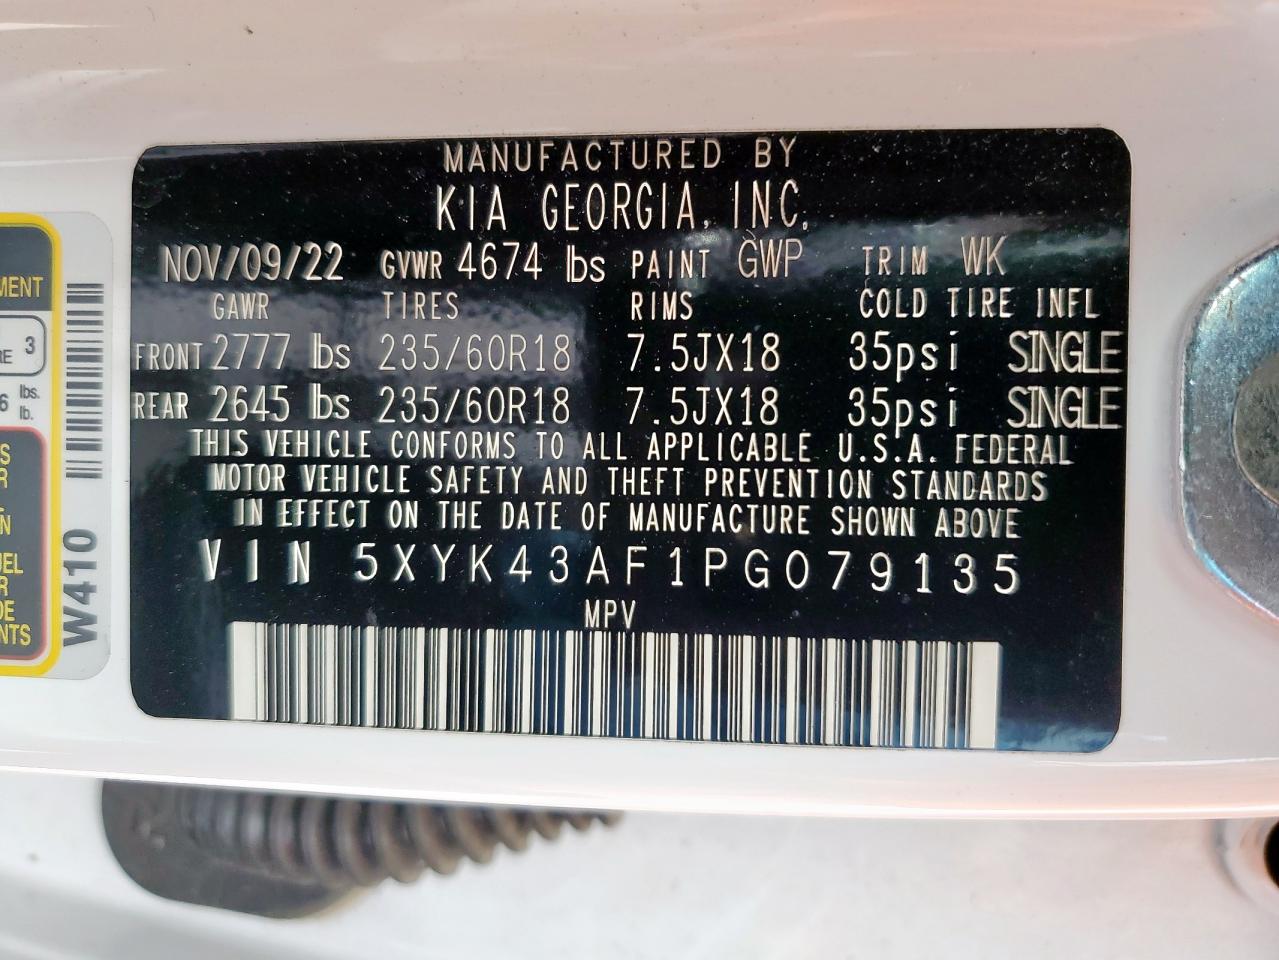 MANUFACTURED BY
KIA GEORGIA, INC.
NOV/09/22 GVWR 4674 lbs PAINT GWP TRIM WK
GAWR TIRES RIMS COLD TIRE INFL
FRONT 2777 lbs 235/60R18 7.5JX18 35psi SINGLE
REAR 2645 lbs 235/60R18 7.5JX18 35psi SINGLE
THIS VEHICLE CONFORMS TO ALL APPLICABLE U.S.A. FEDERAL
MOTOR VEHICLE SAFETY AND THEFT PREVENTION STANDARDS
IN EFFECT ON THE DATE OF MANUFACTURE SHOWN ABOVE
VIN 5XYK43AF1PG079135
MPV
W410
3
lbs.
lb.